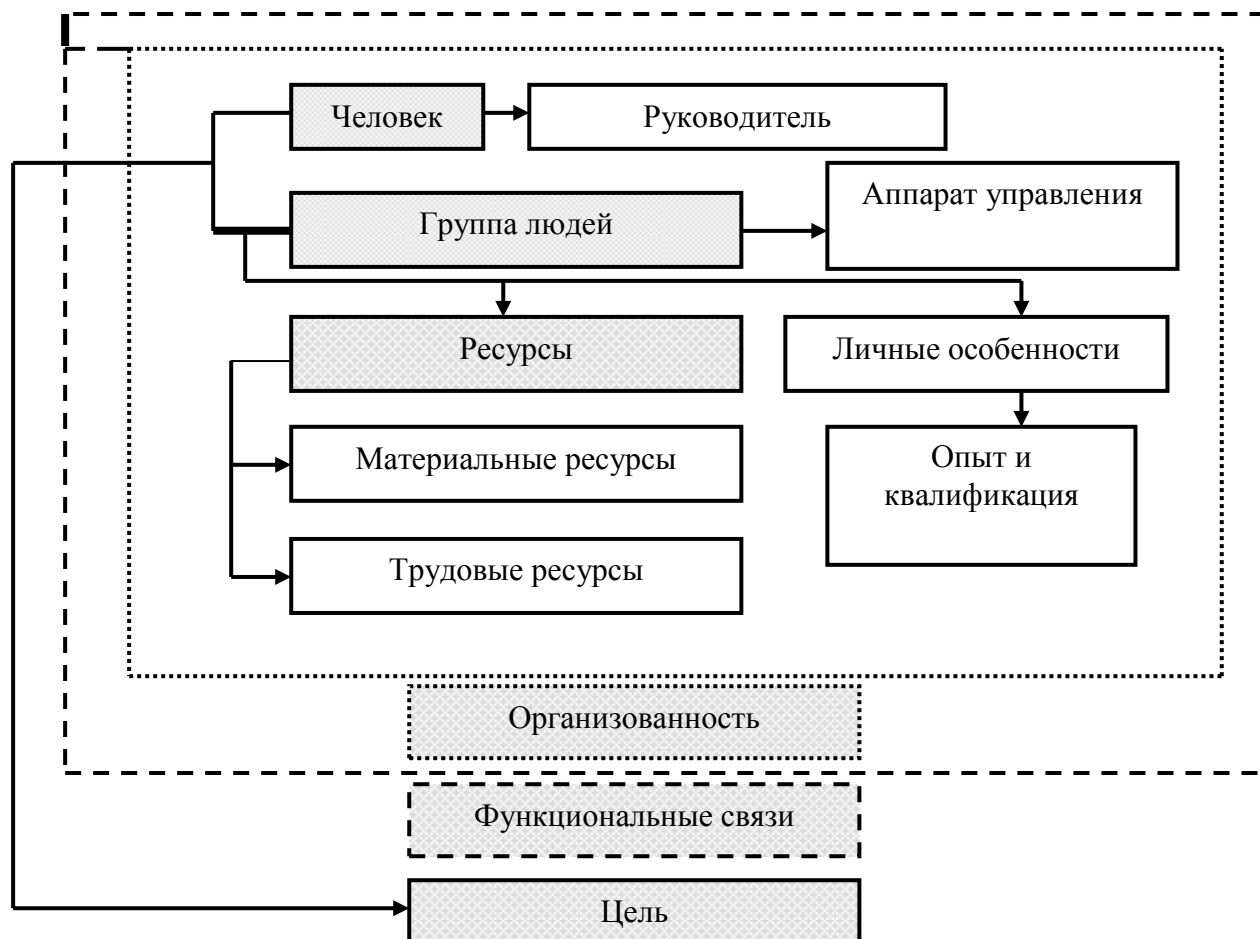 Человек
Руководитель
Аппарат управления
Группа людей
Ресурсы
Личные особенности
Материальные ресурсы
Опыт и
квалификация
Трудовые ресурсы
Организованность
Функциональные связи
Цель